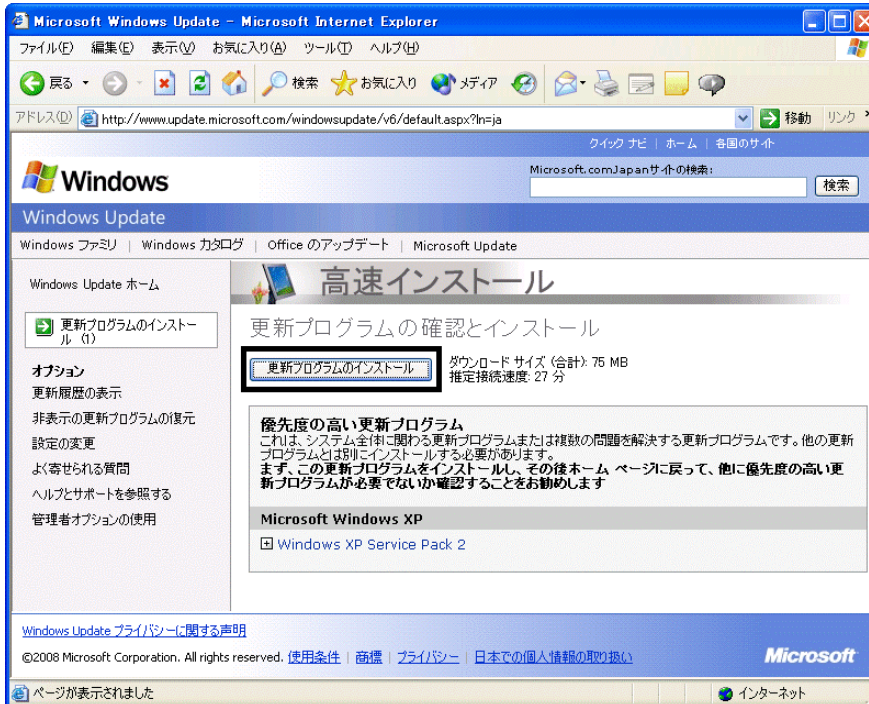 Microsoft Windows Update - Microsoft Internet Explorer
ファイル(F) 編集(E) 表示(V) お気に入り(A) ツール(T) ヘルプ(H)
戻る 検索 お気に入り メディア
アドレス(D) http://www.update.microsoft.com/windowsupdate/v6/default.aspx?ln=ja 移動 リンク
クイック ナビ | ホーム | 各国のサイト
Windows
Microsoft.comJapanサイトの検索:
検索
Windows Update
Windows ファミリ | Windows カタログ | Office のアップデート | Microsoft Update
Windows Update ホーム
更新プログラムのインストー
ル (1)
オプション
更新履歴の表示
非表示の更新プログラムの復元
設定の変更
よく寄せられる質問
ヘルプとサポートを参照する
管理者オプションの使用
高速インストール
更新プログラムの確認とインストール
更新プログラムのインストール
ダウンロード サイズ (合計): 75 MB
推定接続速度: 27 分
優先度の高い更新プログラム
これは、システム全体に関わる更新プログラムまたは複数の問題を解決する更新プログラムです。他の更新
プログラムとは別にインストールする必要があります。
まず、この更新プログラムをインストールし、その後ホーム ページに戻って、他に優先度の高い更
新プログラムが必要でないか確認することをお勧めします
Microsoft Windows XP
Windows XP Service Pack 2
Windows Update プライバシーに関する声明
©2008 Microsoft Corporation. All rights reserved. 使用条件 | 商標 | プライバシー | 日本での個人情報の取り扱い
Microsoft
ページが表示されました
インターネット